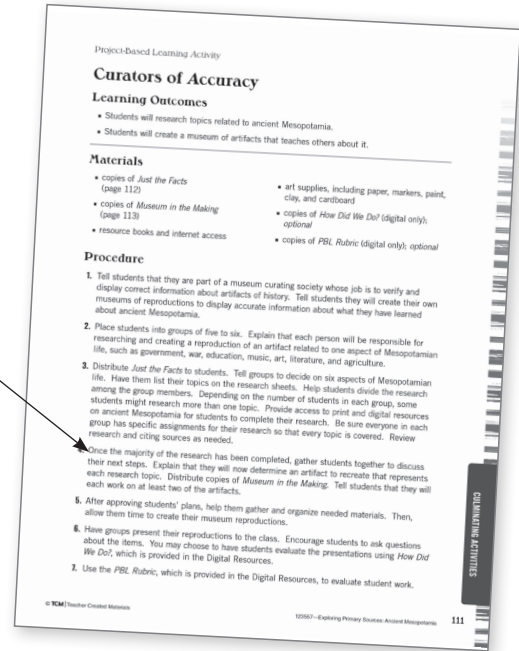 Project-Based Learning Activity
Curators of Accuracy
Learning Outcomes
• Students will research topics related to ancient Mesopotamia.
• Students will create a museum of artifacts that teaches others about it.
Materials
• copies of Just the Facts
(page 112)
• copies of Museum in the Making
(page 113)
• resource books and internet access
• art supplies, including paper, markers, paint,
clay, and cardboard
• copies of How Did We Do? (digital only);
optional
• copies of PBL Rubric (digital only); optional
Procedure
1. Tell students that they are part of a museum curating society whose job is to verify and
display correct information about artifacts of history. Tell students they will create their own
museums of reproductions to display accurate information about what they have learned
about ancient Mesopotamia.
2. Place students into groups of five to six. Explain that each person will be responsible for
researching and creating a reproduction of an artifact related to one aspect of Mesopotamian
life, such as government, war, education, music, art, literature, and agriculture.
3. Distribute Just the Facts to students. Tell groups to decide on six aspects of Mesopotamian
life. Have them list their topics on the research sheets. Help students divide the research
among the group members. Depending on the number of students in each group, some
students might research more than one topic. Provide access to print and digital resources
on ancient Mesopotamia for students to complete their research. Be sure everyone in each
group has specific assignments for their research so that every topic is covered. Review
research and citing sources as needed.
Once the majority of the research has been completed, gather students together to discuss
their next steps. Explain that they will now determine an artifact to recreate that represents
each research topic. Distribute copies of Museum in the Making. Tell students that they will
each work on at least two of the artifacts.
5. After approving students' plans, help them gather and organize needed materials. Then,
allow them time to create their museum reproductions.
6. Have groups present their reproductions to the class. Encourage students to ask questions
about the items. You may choose to have students evaluate the presentations using How Did
We Do?, which is provided in the Digital Resources.
7. Use the PBL Rubric, which is provided in the Digital Resources, to evaluate student work.
CULMINATING ACTIVITIES
© TCM | Teacher Created Materials
123567—Exploring Primary Sources: Ancient Mesopotamia 111